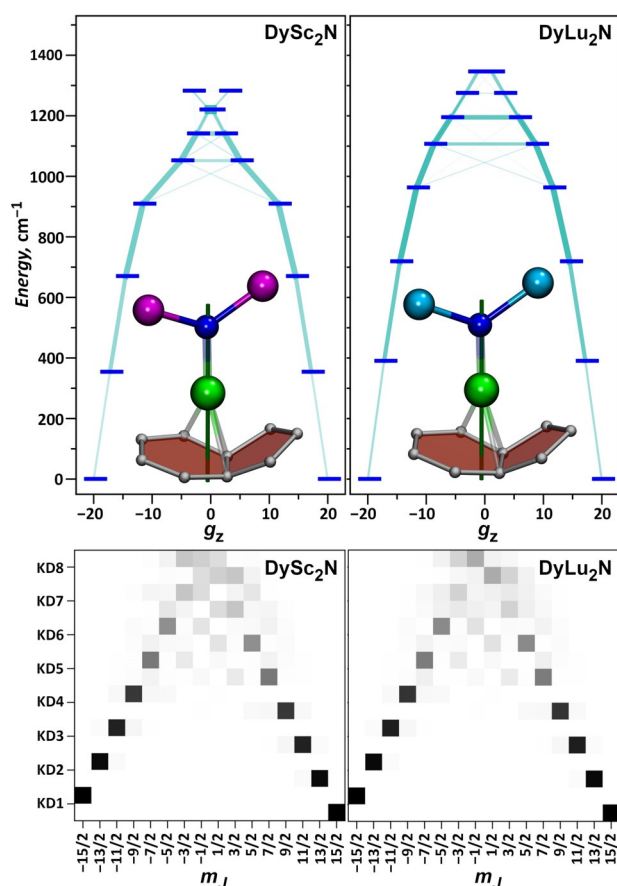 DySc₂N
DyLu₂N
Energy, cm⁻¹
1400
1200
1000
800
600
400
200
0
−20 −10 0 10 20
−20 −10 0 10 20
g_z
g_z
DySc₂N
DyLu₂N
KD8
KD7
KD6
KD5
KD4
KD3
KD2
KD1
−15/2 −13/2 −11/2 −9/2 −7/2 −5/2 −3/2 −1/2 1/2 3/2 5/2 7/2 9/2 11/2 13/2 15/2
−15/2 −13/2 −11/2 −9/2 −7/2 −5/2 −3/2 −1/2 1/2 3/2 5/2 7/2 9/2 11/2 13/2 15/2
m_J
m_J